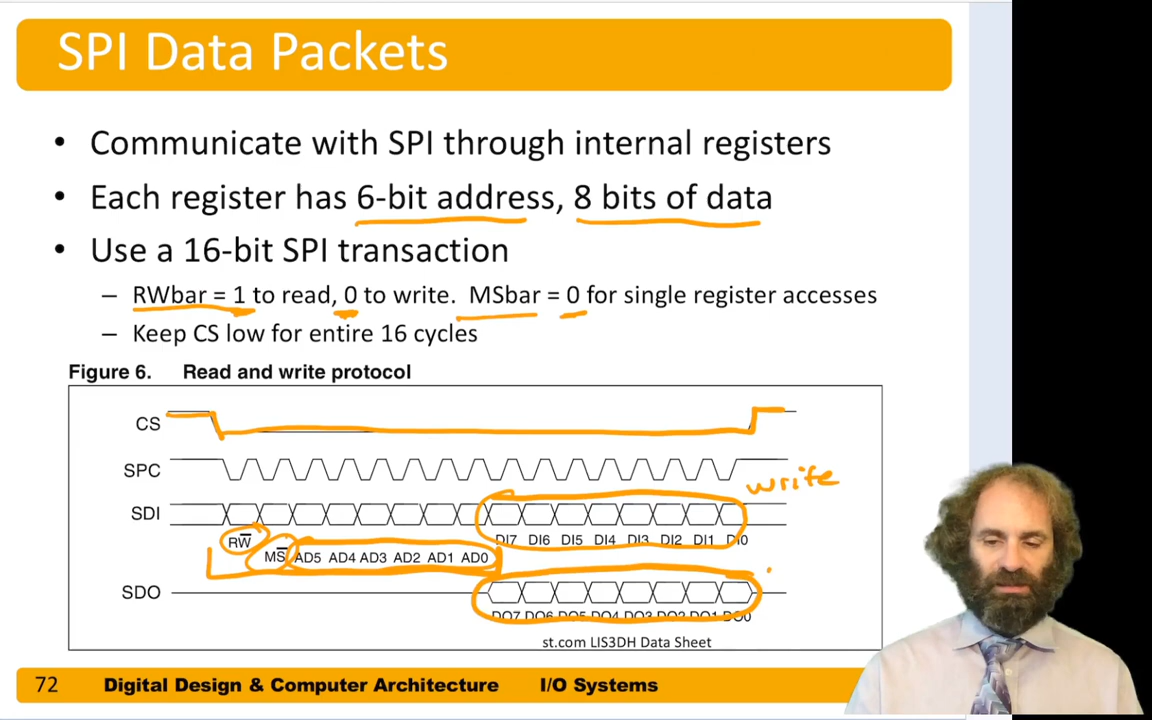 SPI Data Packets
• Communicate with SPI through internal registers
• Each register has 6-bit address, 8 bits of data
• Use a 16-bit SPI transaction
– RWbar = 1 to read, 0 to write. MSbar = 0 for single register accesses
– Keep CS low for entire 16 cycles
Figure 6. Read and write protocol
CS
SPC
write
SDI
DI7 DI6 DI5 DI4 DI3 DI2 DI1 DI0
RW̅
MS̅ AD5 AD4 AD3 AD2 AD1 AD0
SDO
DO7 DO6 DO5 DO4 DO3 DO2 DO1 DO0
st.com LIS3DH Data Sheet
72 Digital Design & Computer Architecture I/O Systems